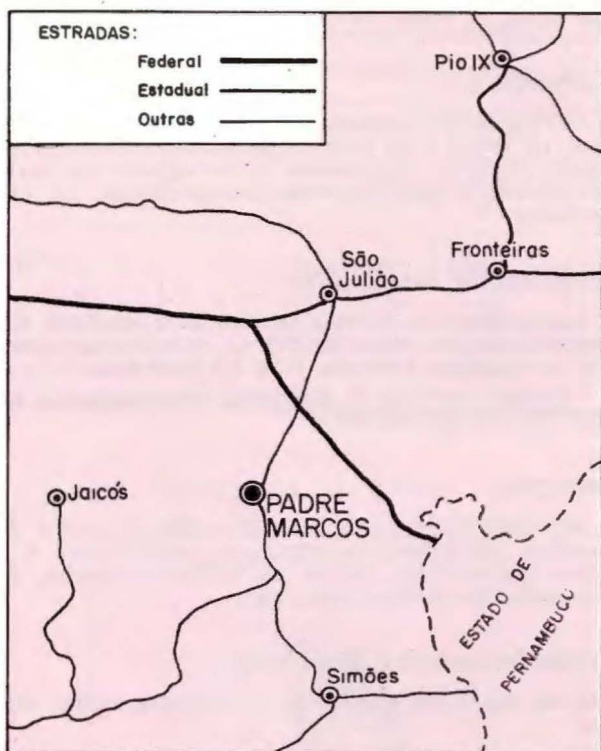 ESTRADAS:
Federal
Estadual
Outras
Pio IX
São
Julião
Fronteiras
Jaicós
PADRE
MARCOS
ESTADO DE
PERNAMBUCO
Simões